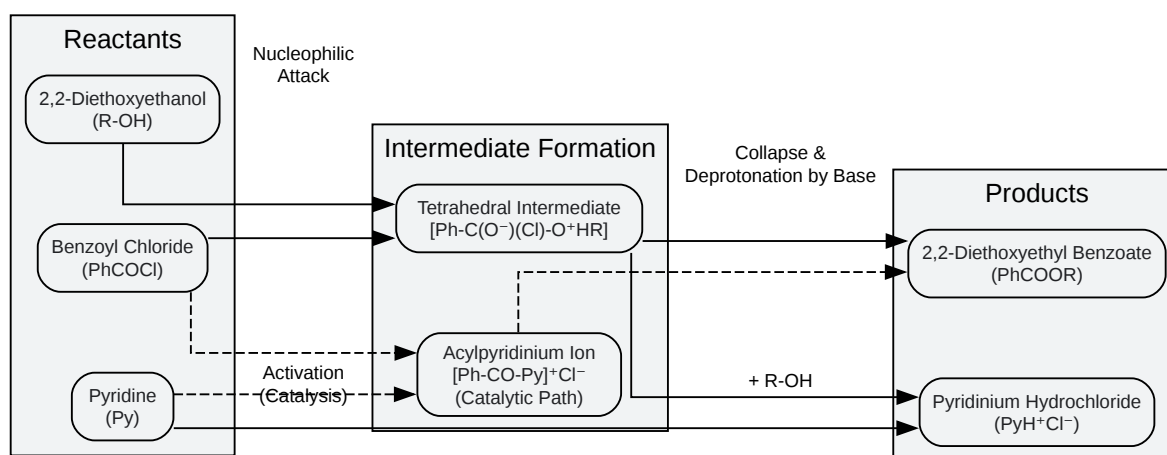 Reactants
2,2-Diethoxyethanol
(R-OH)
Benzoyl Chloride
(PhCOCl)
Pyridine
(Py)
Nucleophilic
Attack
Activation
(Catalysis)
Intermediate Formation
Tetrahedral Intermediate
[Ph-C(O⁻)(Cl)-O⁺HR]
Acylpyridinium Ion
[Ph-CO-Py]⁺Cl⁻
(Catalytic Path)
Collapse &
Deprotonation by Base
+ R-OH
Products
2,2-Diethoxyethyl Benzoate
(PhCOOR)
Pyridinium Hydrochloride
(PyH⁺Cl⁻)